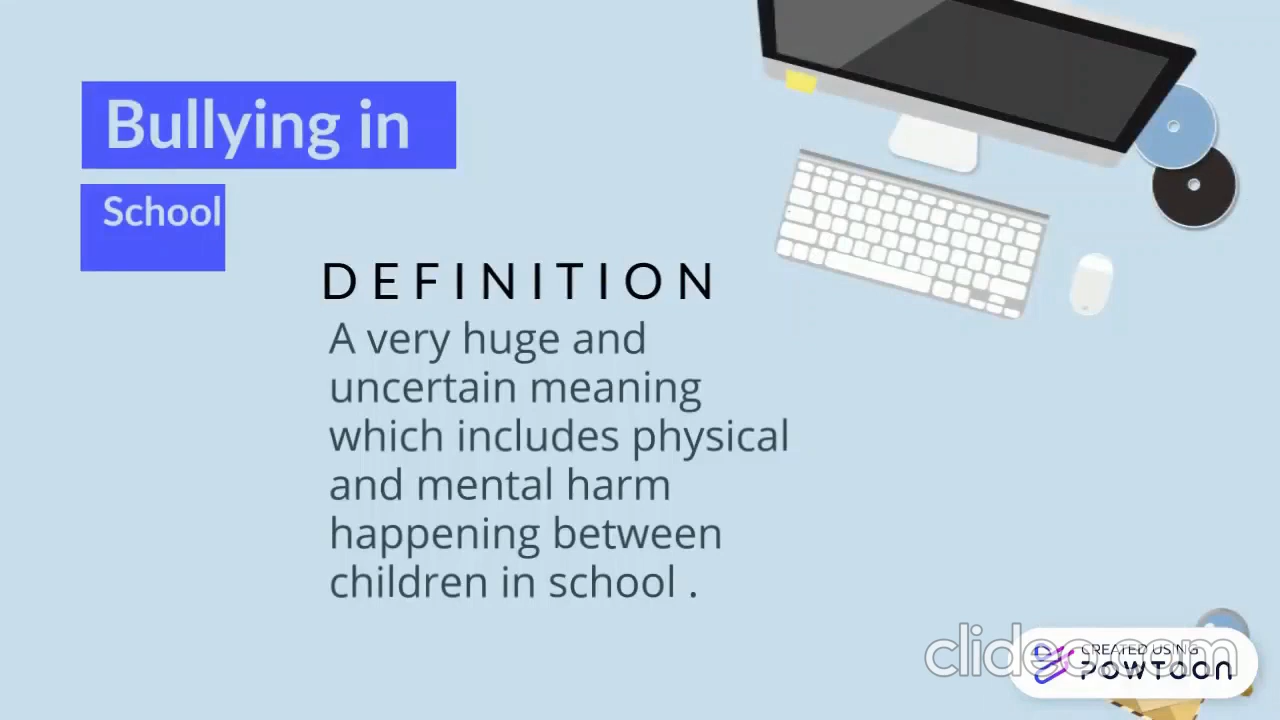 Bullying in
School
DEFINITION
A very huge and
uncertain meaning
which includes physical
and mental harm
happening between
children in school .
clideo.com
CREATED USING
POWTOON